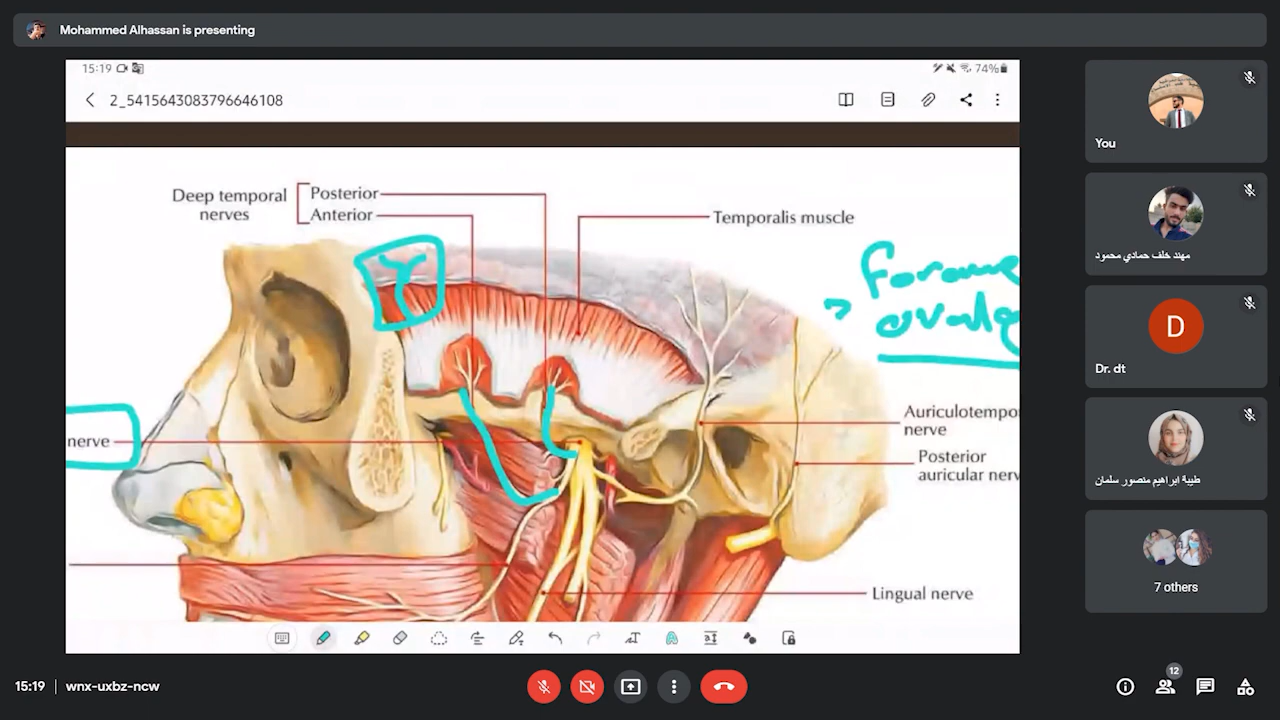 Mohammed Alhassan is presenting
15:19
74%
2_5415643083796646108
Deep temporal
nerves
Posterior
Anterior
Temporalis muscle
nerve
Auriculotempo
nerve
Posterior
auricular nerv
Lingual nerve
You
مهند خلف حمادي محمود
D
Dr. dt
طيبة ابراهيم منصور سلمان
7 others
15:19
wnx-uxbz-ncw
12